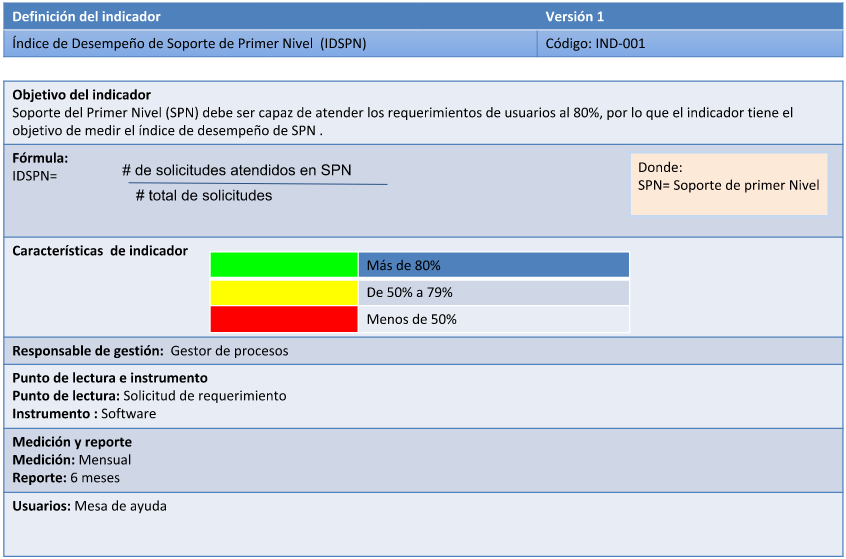 Definición del indicador
Versión 1
Índice de Desempeño de Soporte de Primer Nivel (IDSPN)
Código: IND-001
Objetivo del indicador
Soporte del Primer Nivel (SPN) debe ser capaz de atender los requerimientos de usuarios al 80%, por lo que el indicador tiene el
objetivo de medir el índice de desempeño de SPN .
Fórmula:
IDSPN=
# de solicitudes atendidos en SPN
# total de solicitudes
Donde:
SPN= Soporte de primer Nivel
Características de indicador
Más de 80%
De 50% a 79%
Menos de 50%
Responsable de gestión: Gestor de procesos
Punto de lectura e instrumento
Punto de lectura: Solicitud de requerimiento
Instrumento : Software
Medición y reporte
Medición: Mensual
Reporte: 6 meses
Usuarios: Mesa de ayuda